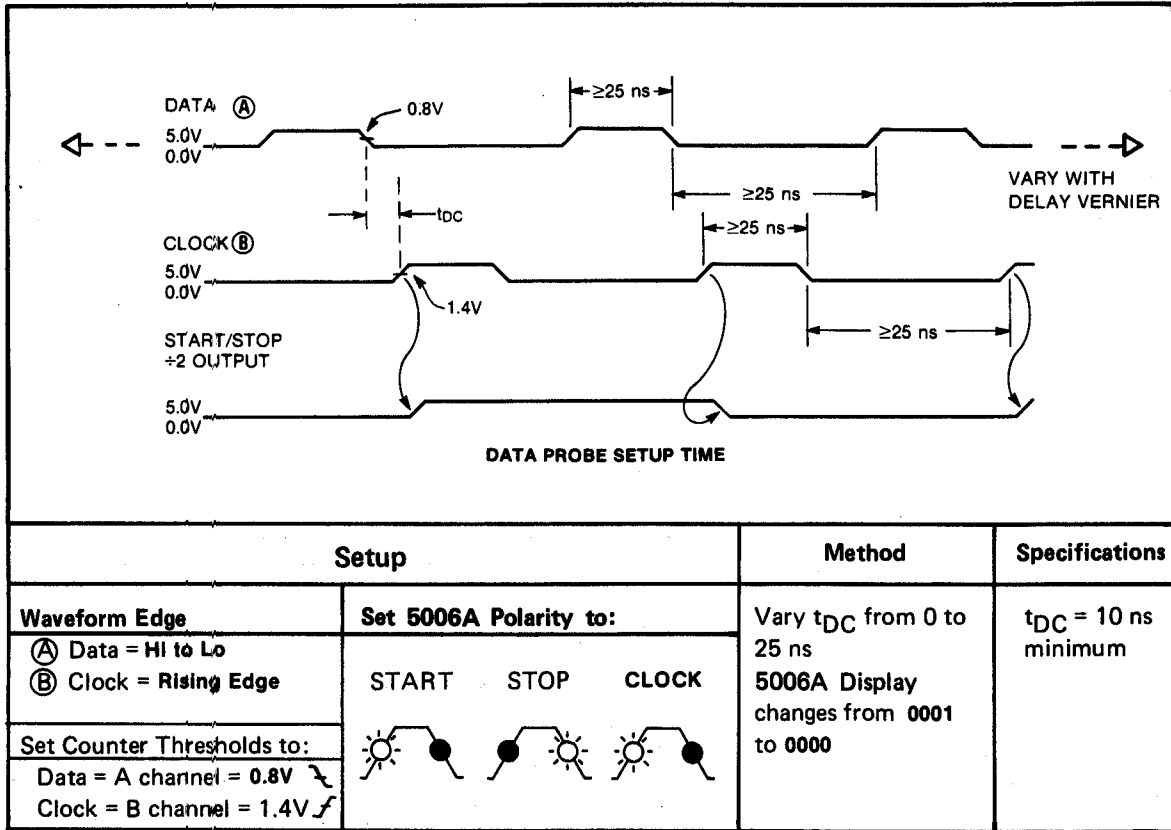 DATA Ⓐ
0.8V
≥25 ns
5.0V
0.0V
VARY WITH
DELAY VERNIER
≥25 ns
tDC
≥25 ns
CLOCK Ⓑ
5.0V
0.0V
1.4V
≥25 ns
START/STOP
÷2 OUTPUT
5.0V
0.0V
DATA PROBE SETUP TIME
Setup
Method
Specifications
Waveform Edge
Ⓐ Data = Hi to Lo
Ⓑ Clock = Rising Edge
Set Counter Thresholds to:
Data = A channel = 0.8V
Clock = B channel = 1.4V
Set 5006A Polarity to:
START STOP CLOCK
Vary tDC from 0 to
25 ns
5006A Display
changes from 0001
to 0000
tDC = 10 ns
minimum